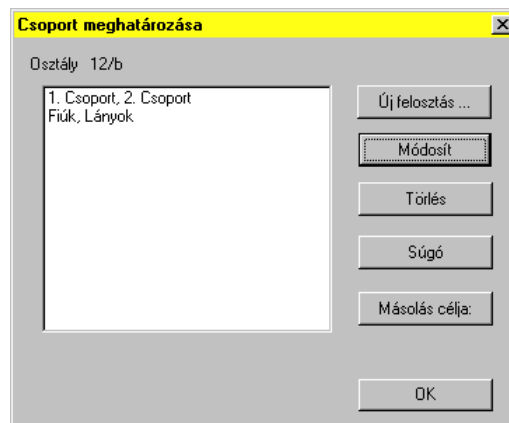 Csoport meghatározása
Osztály 12/b
1. Csoport, 2. Csoport
Fiúk, Lányok
Új felosztás ...
Módosít
Törlés
Súgó
Másolás célja:
OK